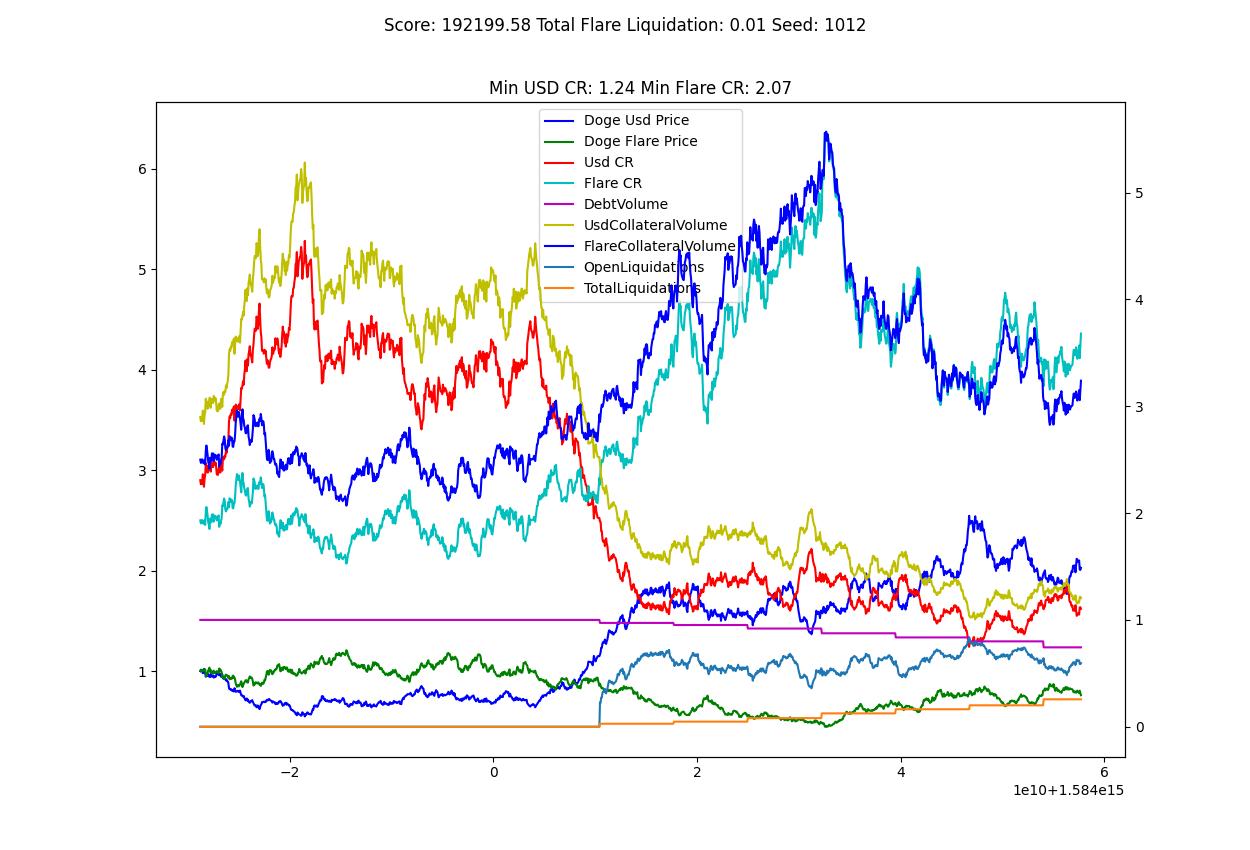 Score: 192199.58 Total Flare Liquidation: 0.01 Seed: 1012
Min USD CR: 1.24 Min Flare CR: 2.07
Doge Usd Price
Doge Flare Price
Usd CR
Flare CR
DebtVolume
UsdCollateralVolume
FlareCollateralVolume
OpenLiquidations
TotalLiquidations
6
5
4
3
2
1
5
4
3
2
1
0
−2
0
2
4
6
1e10+1.584e15